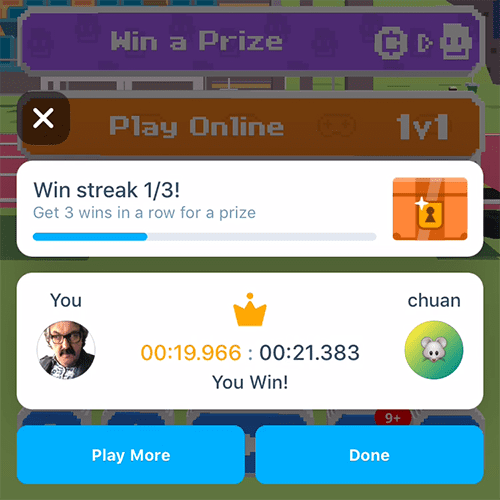 Win a Prize
Play Online
1v1
Win streak 1/3!
Get 3 wins in a row for a prize
You
chuan
00:19.966 : 00:21.383
You Win!
9+
Play More
Done